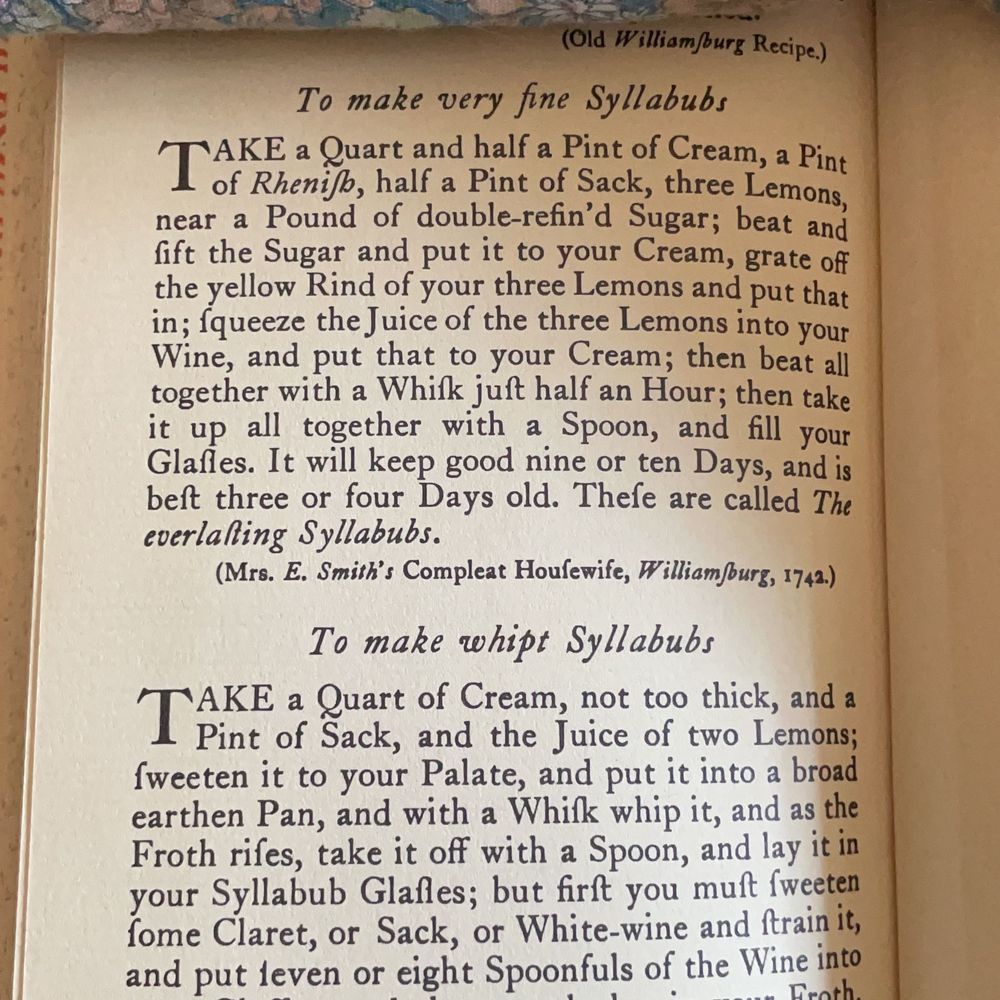 (Old Williamſburg Recipe.)
To make very fine Syllabubs
TAKE a Quart and half a Pint of Cream, a Pint
of Rheniſh, half a Pint of Sack, three Lemons,
near a Pound of double-refin'd Sugar; beat and
ſift the Sugar and put it to your Cream, grate off
the yellow Rind of your three Lemons and put that
in; ſqueeze the Juice of the three Lemons into your
Wine, and put that to your Cream; then beat all
together with a Whiſk juſt half an Hour; then take
it up all together with a Spoon, and fill your
Glaſſes. It will keep good nine or ten Days, and is
beſt three or four Days old. Theſe are called The
everlaſting Syllabubs.
(Mrs. E. Smith's Compleat Houſewife, Williamſburg, 1742.)
To make whipt Syllabubs
TAKE a Quart of Cream, not too thick, and a
Pint of Sack, and the Juice of two Lemons;
ſweeten it to your Palate, and put it into a broad
earthen Pan, and with a Whiſk whip it, and as the
Froth riſes, take it off with a Spoon, and lay it in
your Syllabub Glaſſes; but firſt you muſt ſweeten
ſome Claret, or Sack, or White-wine and ſtrain it,
and put ſeven or eight Spoonfuls of the Wine into
your Froth.